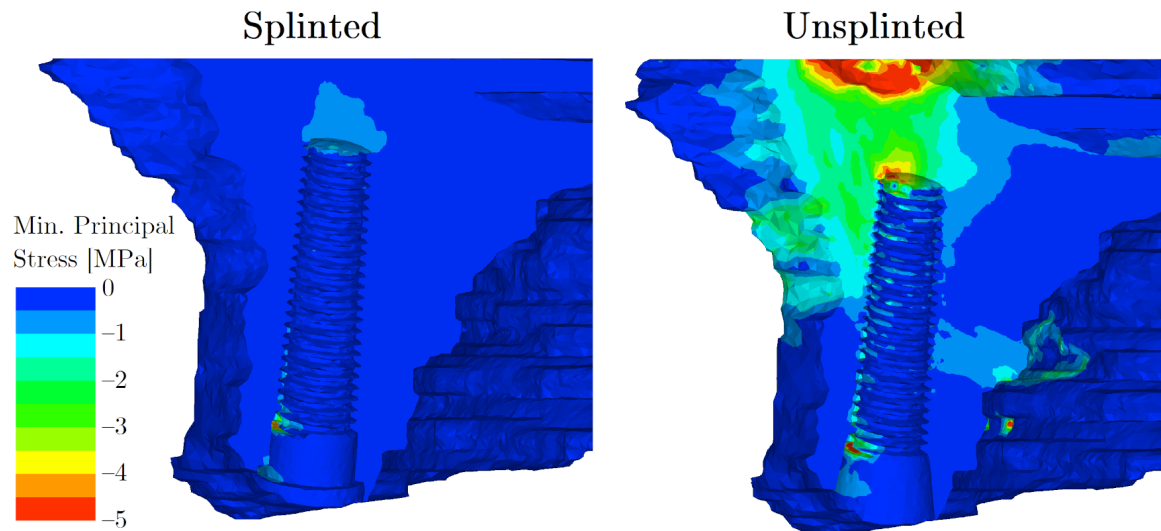 Splinted
Unsplinted
Min. Principal
Stress [MPa]
0
–1
–2
–3
–4
–5